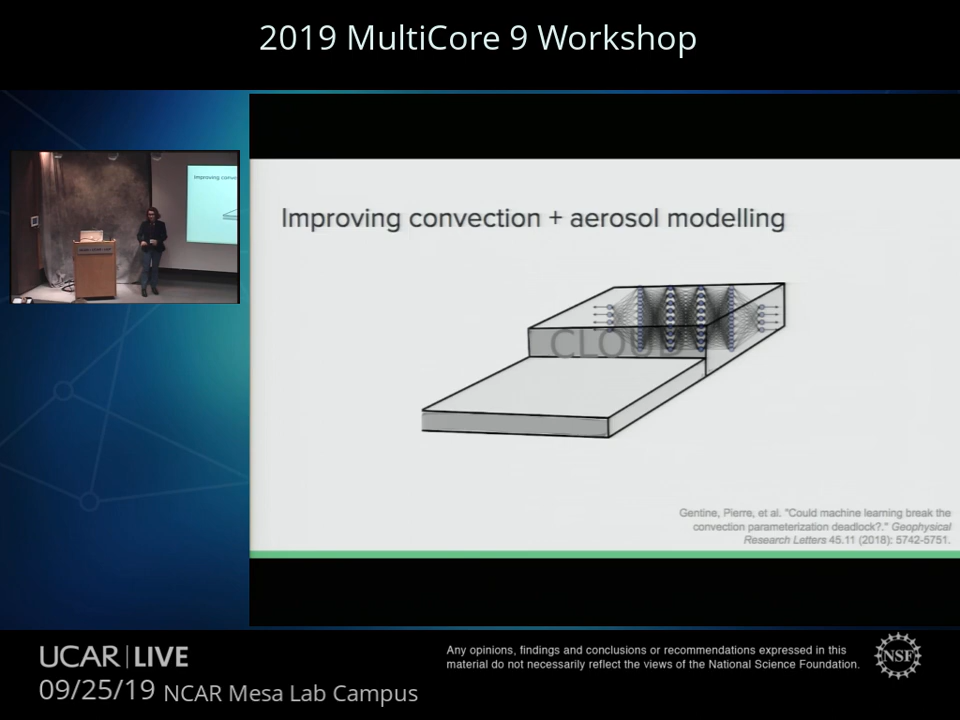 2019 MultiCore 9 Workshop
Improving convection + aerosol modelling
CLOUD
Gentine, Pierre, et al. "Could machine learning break the
convection parameterization deadlock?." Geophysical
Research Letters 45.11 (2018): 5742-5751.
UCAR | LIVE
09/25/19 NCAR Mesa Lab Campus
Any opinions, findings and conclusions or recommendations expressed in this
material do not necessarily reflect the views of the National Science Foundation.
NSF